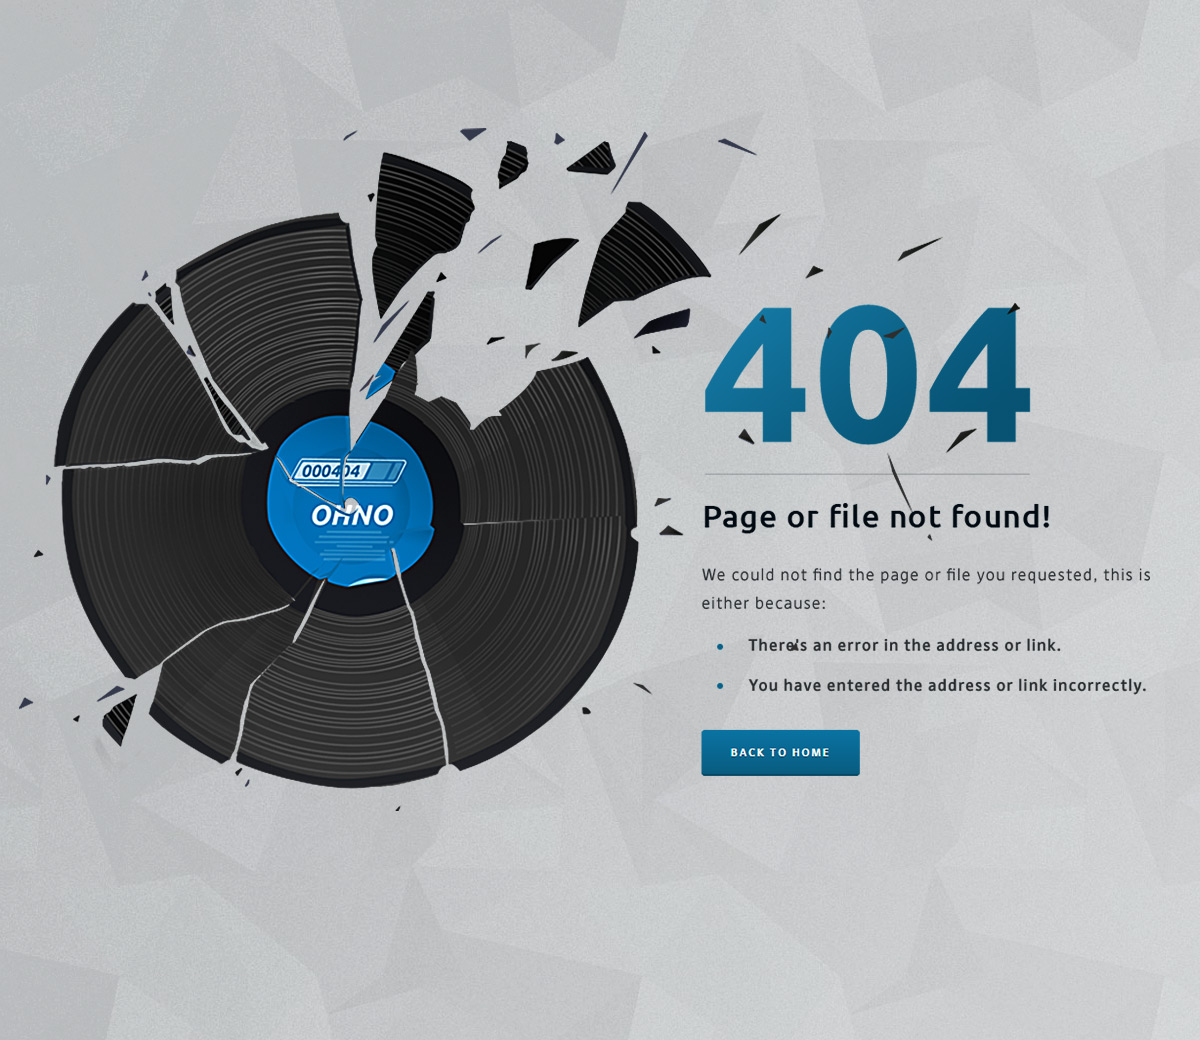 000404
OHNO
404
Page or file not found!
We could not find the page or file you requested, this is
either because:
There's an error in the address or link.
You have entered the address or link incorrectly.
BACK TO HOME